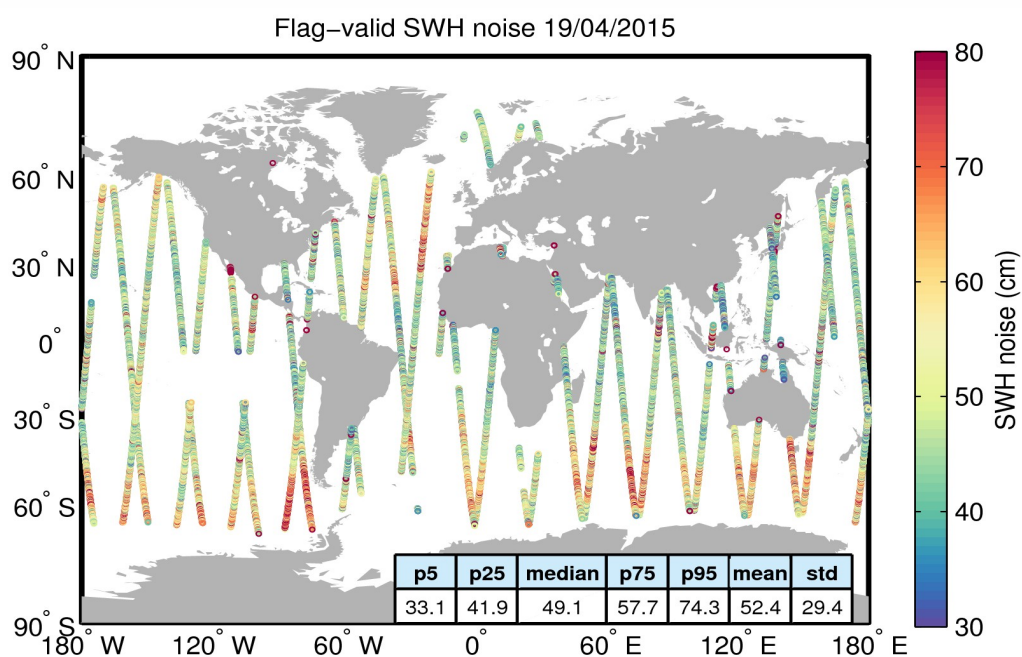 Flag−valid SWH noise 19/04/2015
90° N
60° N
30° N
0°
30° S
60° S
90° S
180° W
120° W
60° W
0°
60° E
120° E
180° E
80
70
60
50
40
30
SWH noise (cm)
p5 p25 median p75 p95 mean std
33.1 41.9 49.1 57.7 74.3 52.4 29.4